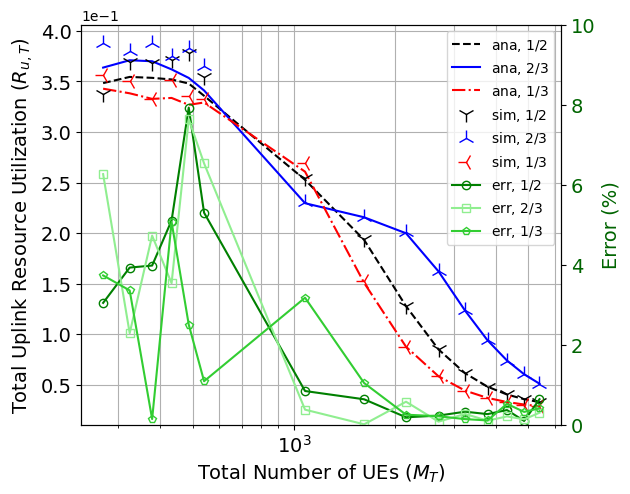 1e−1
4.0
3.5
3.0
2.5
2.0
1.5
1.0
0.5
Total Uplink Resource Utilization (R_{u,T})
10
8
6
4
2
0
Error (%)
ana, 1/2
ana, 2/3
ana, 1/3
sim, 1/2
sim, 2/3
sim, 1/3
err, 1/2
err, 2/3
err, 1/3
10^3
Total Number of UEs (M_T)